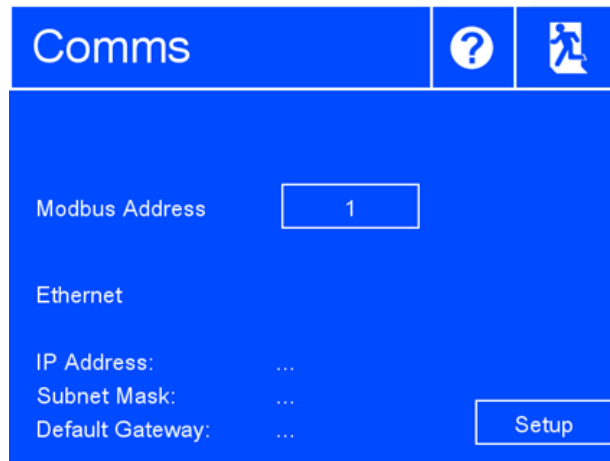 Comms ?
Modbus Address 1
Ethernet
IP Address: ...
Subnet Mask: ...
Default Gateway: ...
Setup